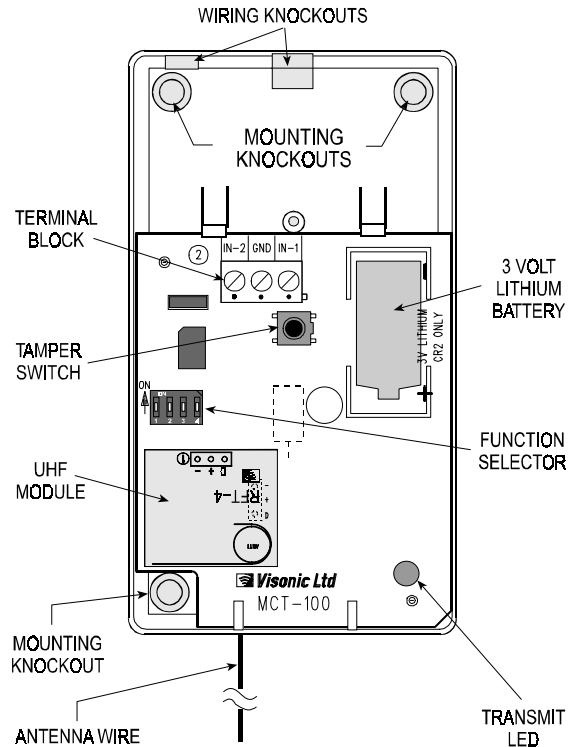 WIRING KNOCKOUTS
MOUNTING
KNOCKOUTS
TERMINAL
BLOCK
2
IN-2 GND IN-1
3 VOLT
LITHIUM
BATTERY
3V LITHIUM
CR2 ONLY
+
TAMPER
SWITCH
ON
1 2 3 4
FUNCTION
SELECTOR
UHF
MODULE
- + D
RFT-4
Visonic Ltd
MCT-100
MOUNTING
KNOCKOUT
ANTENNA WIRE
TRANSMIT
LED